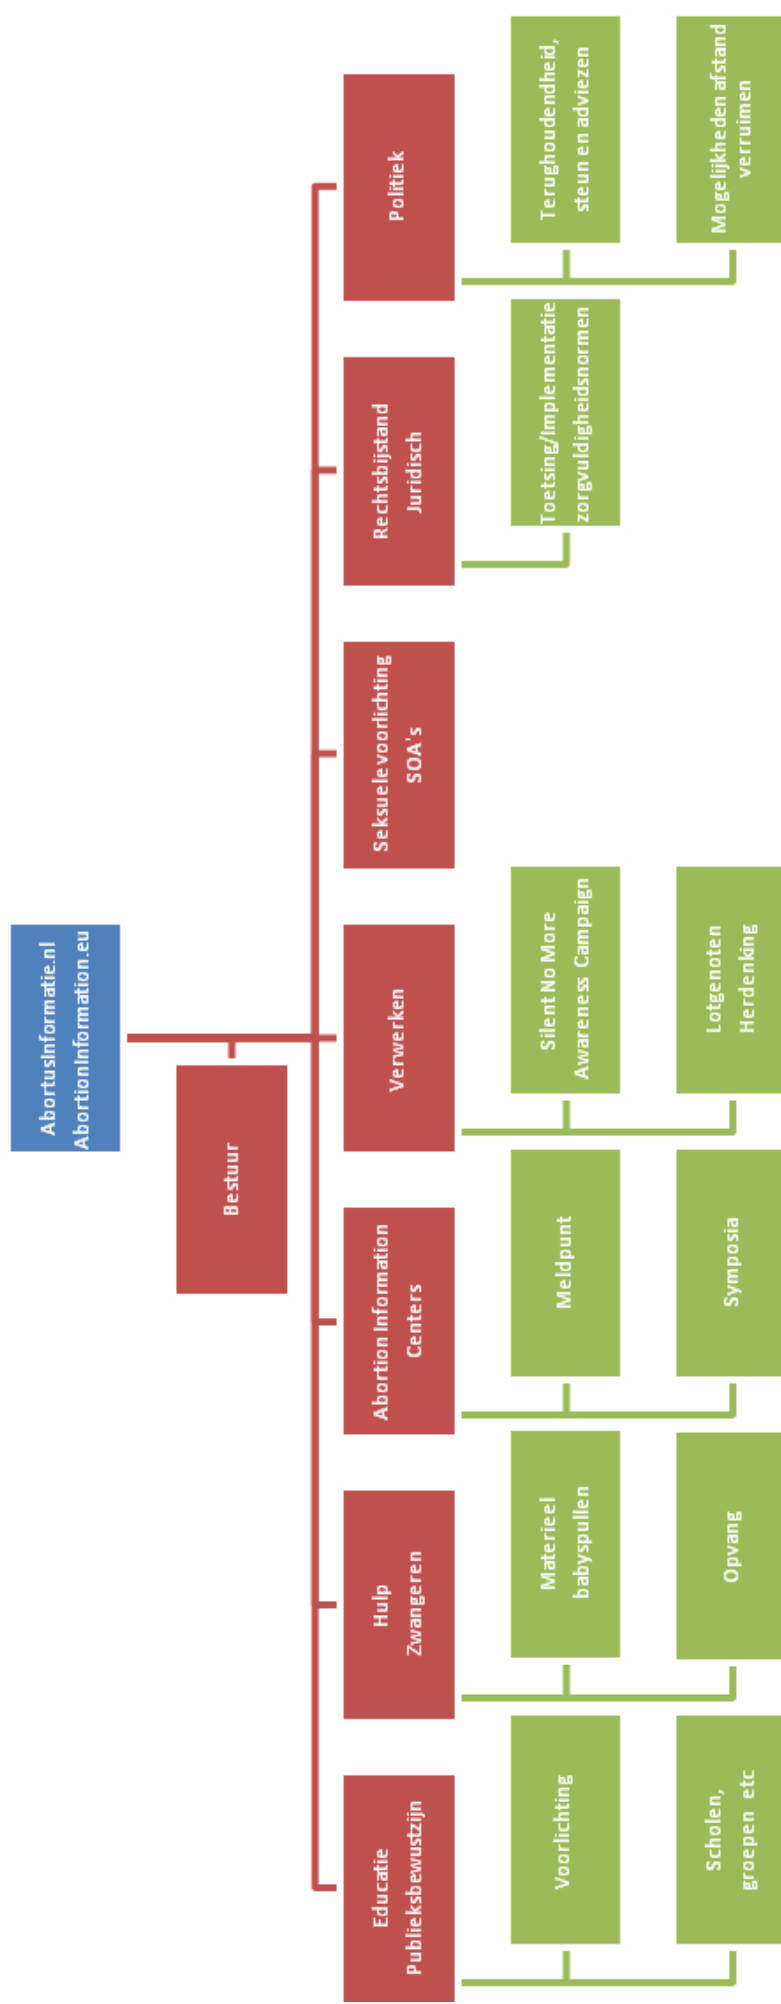 AbortusInformatie.nl
AbortionInformation.eu
Bestuur
Educatie
Publieksbewustzijn
Hulp
Zwangeren
Abortion Information
Centers
Verwerken
Seksuelevoorlichting
SOA's
Rechtsbijstand
Juridisch
Politiek
Voorlichting
Materieel
babyspullen
Meldpunt
Silent No More
Awareness Campaign
Toetsing/Implementatie
zorgvuldigheidsnormen
Terughoudendheid,
steun en adviezen
Scholen,
groepen etc
Opvang
Symposia
Lotgenoten
Herdenking
Mogelijkheden afstand
verruimen